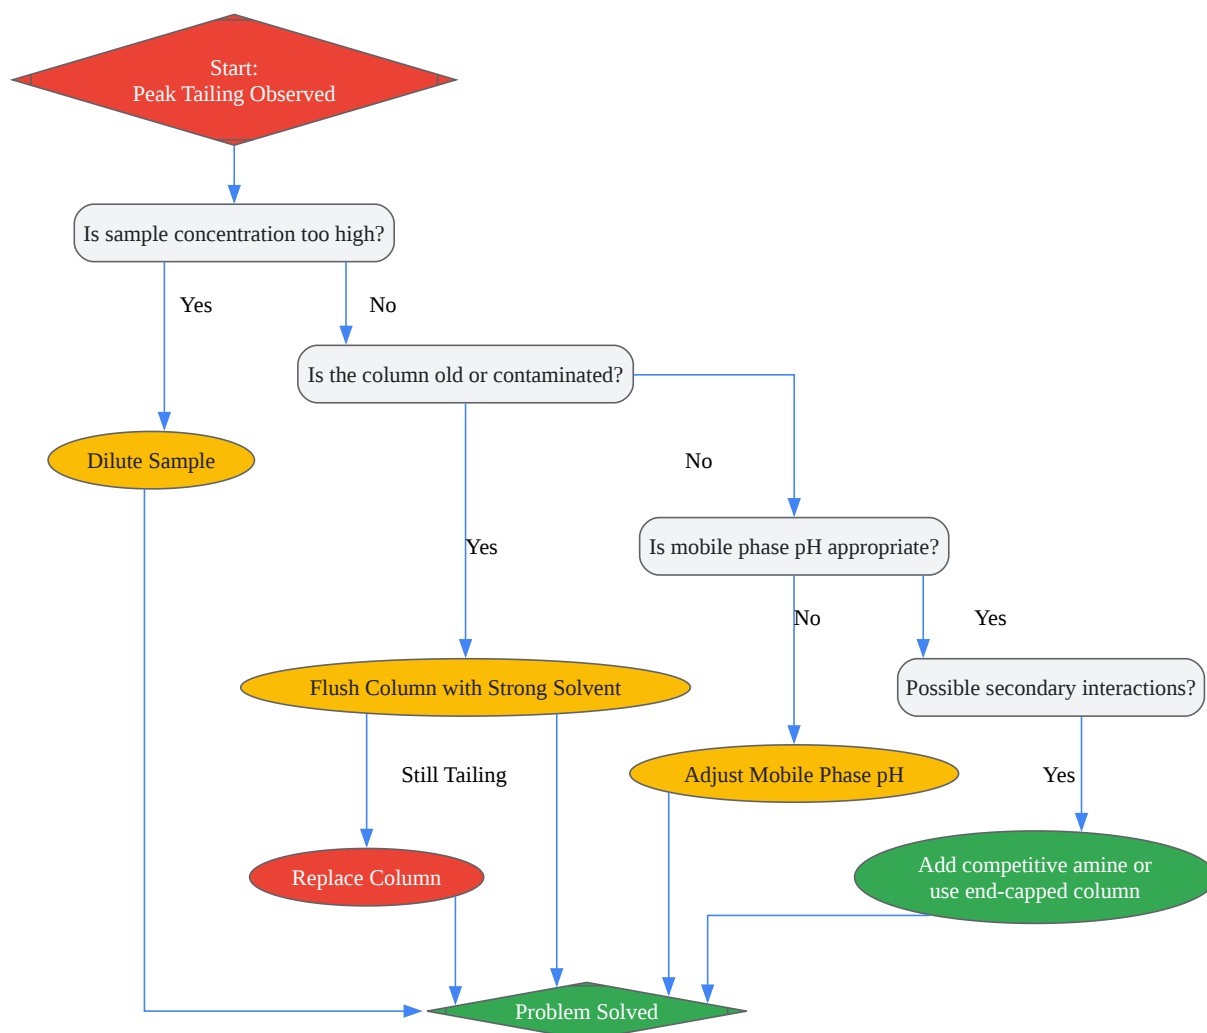 Start:
Peak Tailing Observed
Is sample concentration too high?
Yes
No
Is the column old or contaminated?
Dilute Sample
No
Yes
Is mobile phase pH appropriate?
No
Yes
Flush Column with Strong Solvent
Possible secondary interactions?
Still Tailing
Adjust Mobile Phase pH
Yes
Replace Column
Add competitive amine or
use end-capped column
Problem Solved